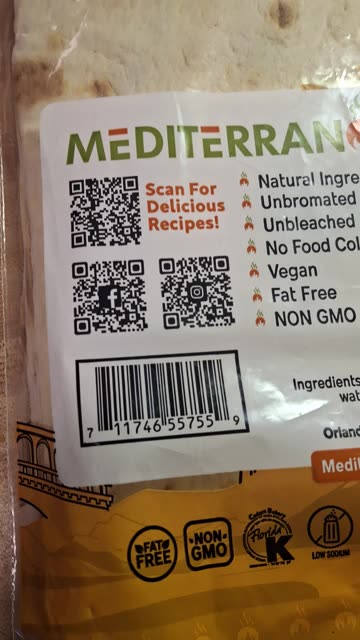 MEDITERRAN
Scan For
Delicious
Recipes!
Natural Ingre
Unbromated
Unbleached
No Food Col
Vegan
Fat Free
NON GMO
7 11746 55755 9
Ingredients
wat
Orland
Medit
FAT
FREE
NON
GMO
Florida
K
LOW SODIUM